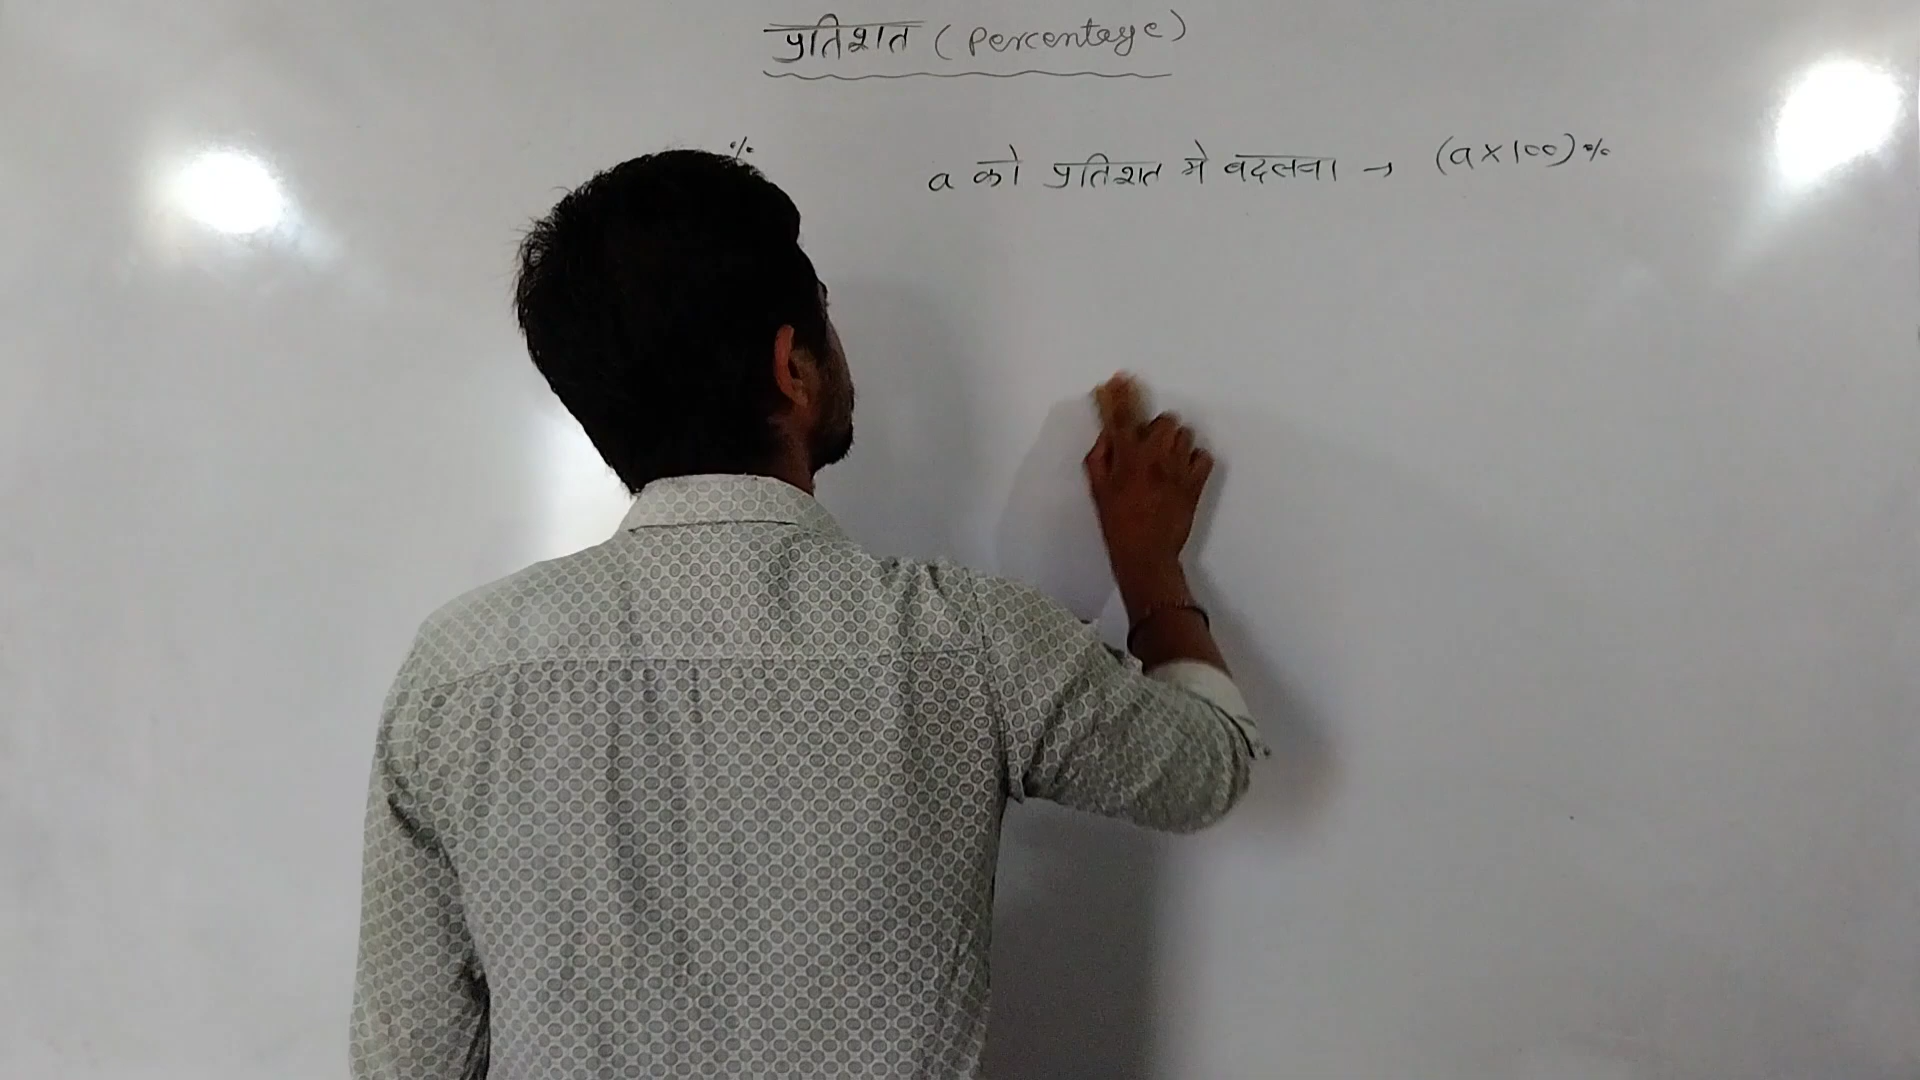 प्रतिशत ( Percentage )
% a को प्रतिशत मे बदलना → (a×100)%